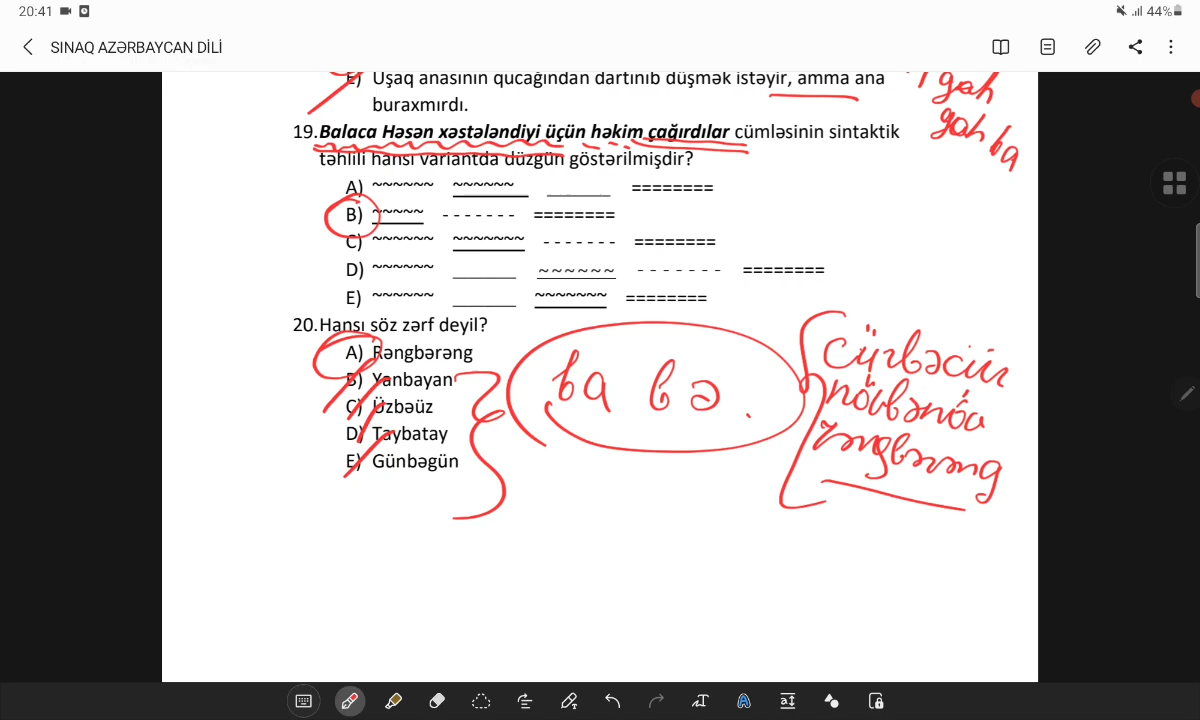 20:41 44%
SINAQ AZƏRBAYCAN DİLİ
E) Uşaq anasının qucağından dartınıb düşmək istəyir, amma ana
buraxmırdı.
gah
gah ba
19.Balaca Həsən xəstələndiyi üçün həkim çağırdılar cümləsinin sintaktik
təhlili hansı variantda düzgün göstərilmişdir?
A) ~~~~~~ ~~~~~~ ______ ========
B) ~~~~~ - - - - - - - ========
C) ~~~~~~ ~~~~~~~ - - - - - - - ========
D) ~~~~~~ ______ ~~~~~~ - - - - - - - ========
E) ~~~~~~ ______ ~~~~~~~ ========
20.Hansı söz zərf deyil?
A) Rəngbərəng
B) Yanbayan
C) Üzbəüz
D) Taybatay
E) Günbəgün
ba bə .
Cürbəcür
növbənöv
rəngbərəng